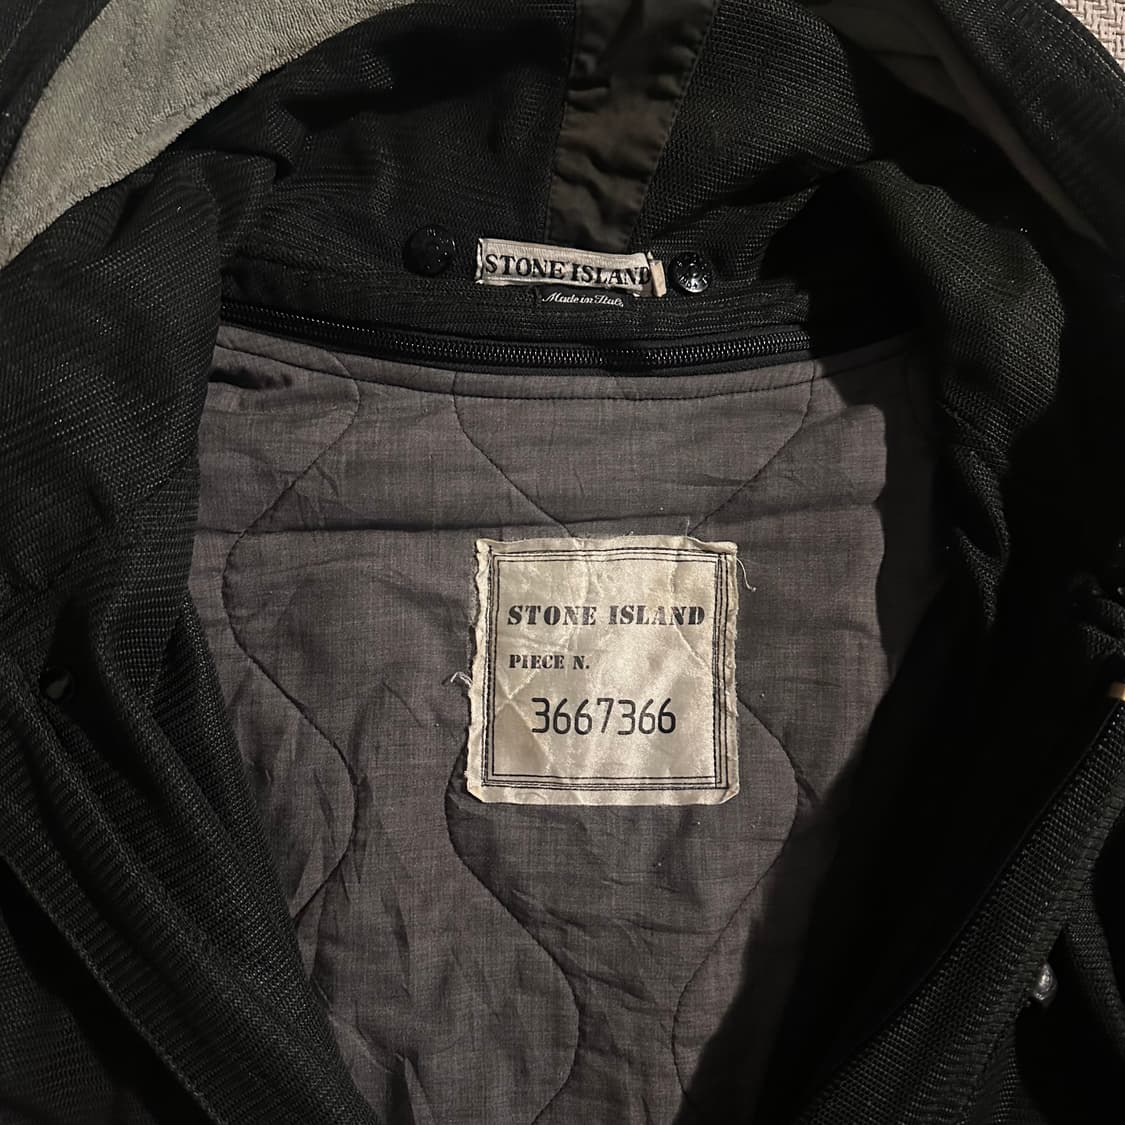 STONE ISLAND
Made in Italy
STONE ISLAND
PIECE N.
3667366